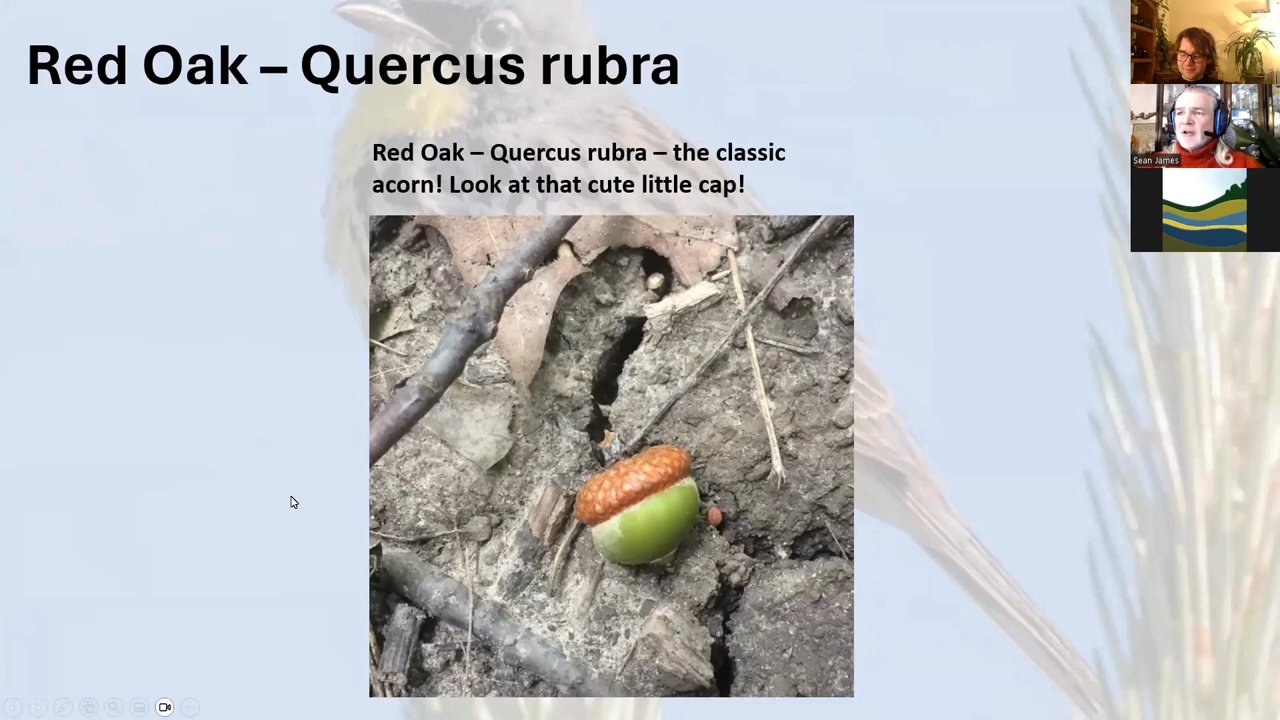 Red Oak – Quercus rubra
Red Oak – Quercus rubra – the classic
acorn! Look at that cute little cap!
Sean James